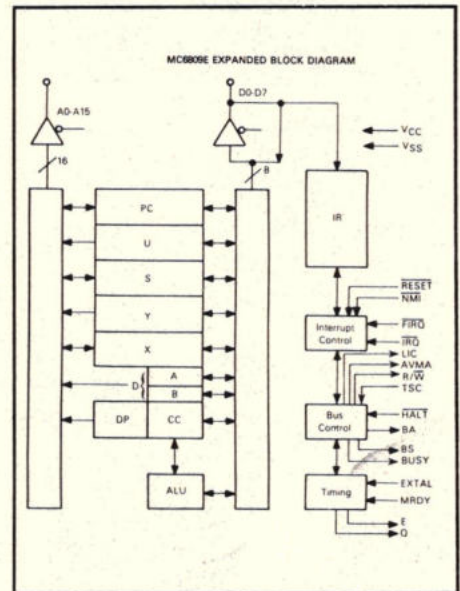 MC6809E EXPANDED BLOCK DIAGRAM
A0-A15
D0-D7
16
8
VCC
VSS
PC
U
S
Y
X
D
A
B
DP
CC
ALU
IR
Interrupt
Control
RESET
NMI
FIRQ
IRQ
LIC
AVMA
R/W
TSC
Bus
Control
HALT
BA
BS
BUSY
Timing
EXTAL
MRDY
E
Q